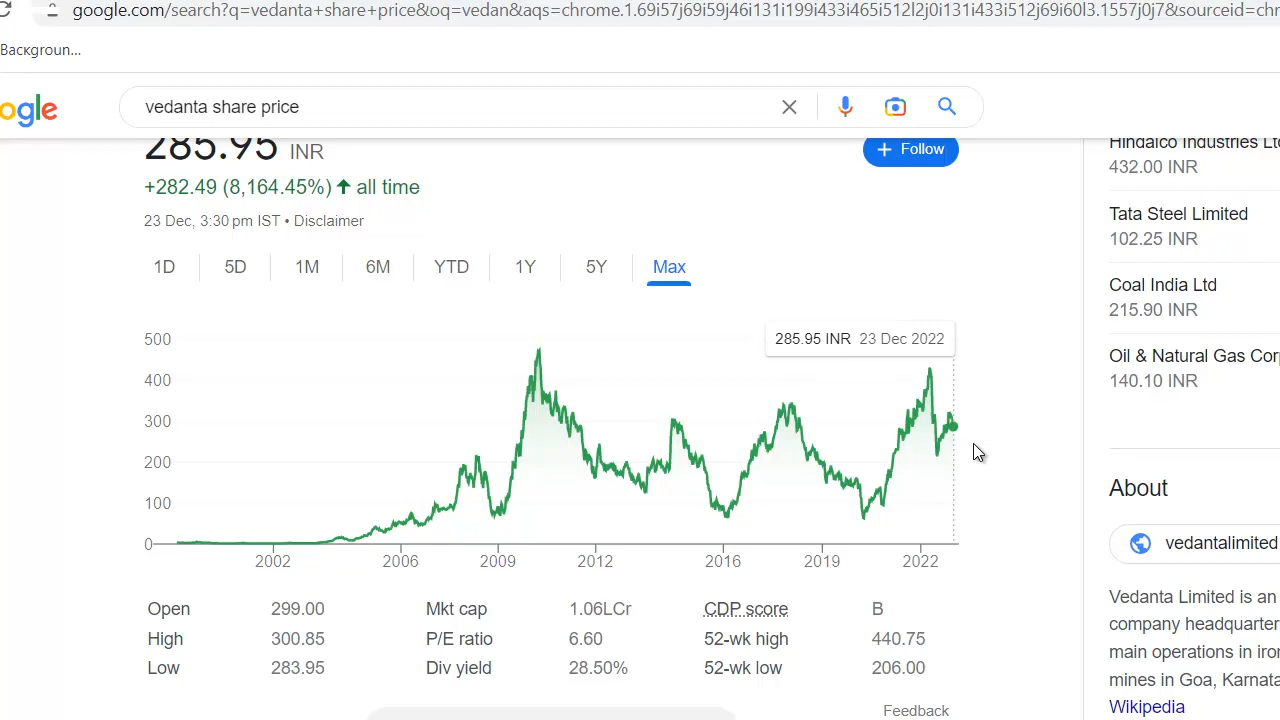 google.com/search?q=vedanta+share+price&oq=vedan&aqs=chrome.1.69i57j69i59j46i131i199i433i465i512l2j0i131i433i512j69i60l3.1557j0j7&sourceid=chr
Backgroun...
ogle
vedanta share price
285.95 INR
Follow
+282.49 (8,164.45%) all time
23 Dec, 3:30 pm IST • Disclaimer
1D 5D 1M 6M YTD 1Y 5Y Max
285.95 INR 23 Dec 2022
500
400
300
200
100
0
2002 2006 2009 2012 2016 2019 2022
Open 299.00 Mkt cap 1.06LCr CDP score B
High 300.85 P/E ratio 6.60 52-wk high 440.75
Low 283.95 Div yield 28.50% 52-wk low 206.00
Feedback
Hindalco Industries Ltd
432.00 INR
Tata Steel Limited
102.25 INR
Coal India Ltd
215.90 INR
Oil & Natural Gas Corp
140.10 INR
About
vedantalimited
Vedanta Limited is an
company headquarter
main operations in iron
mines in Goa, Karnata
Wikipedia